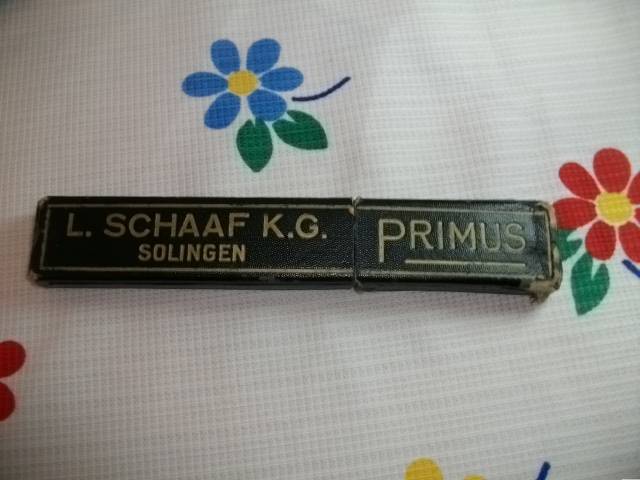 L. SCHAAF K.G.
SOLINGEN
PRIMUS